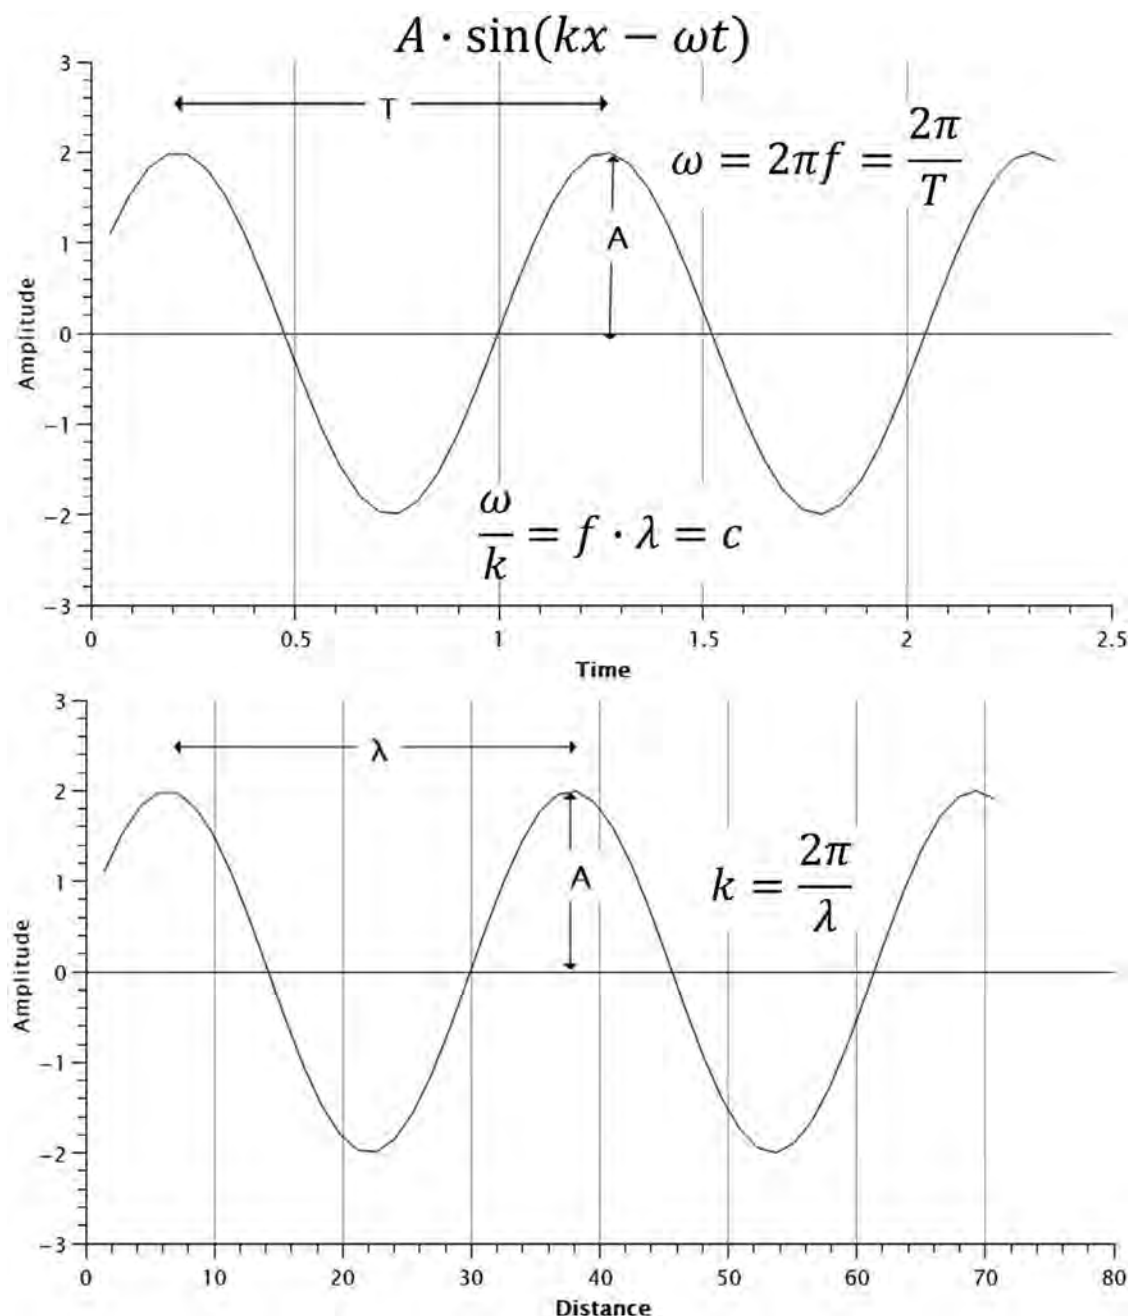 A · sin(kx − ωt)
3
T
ω = 2πf = 2π/T
2
A
1
Amplitude
0
−1
ω/k = f · λ = c
−2
−3
0 0.5 1 1.5 2 2.5
Time
3
λ
2
A
k = 2π/λ
1
Amplitude
0
−1
−2
−3
0 10 20 30 40 50 60 70 80
Distance